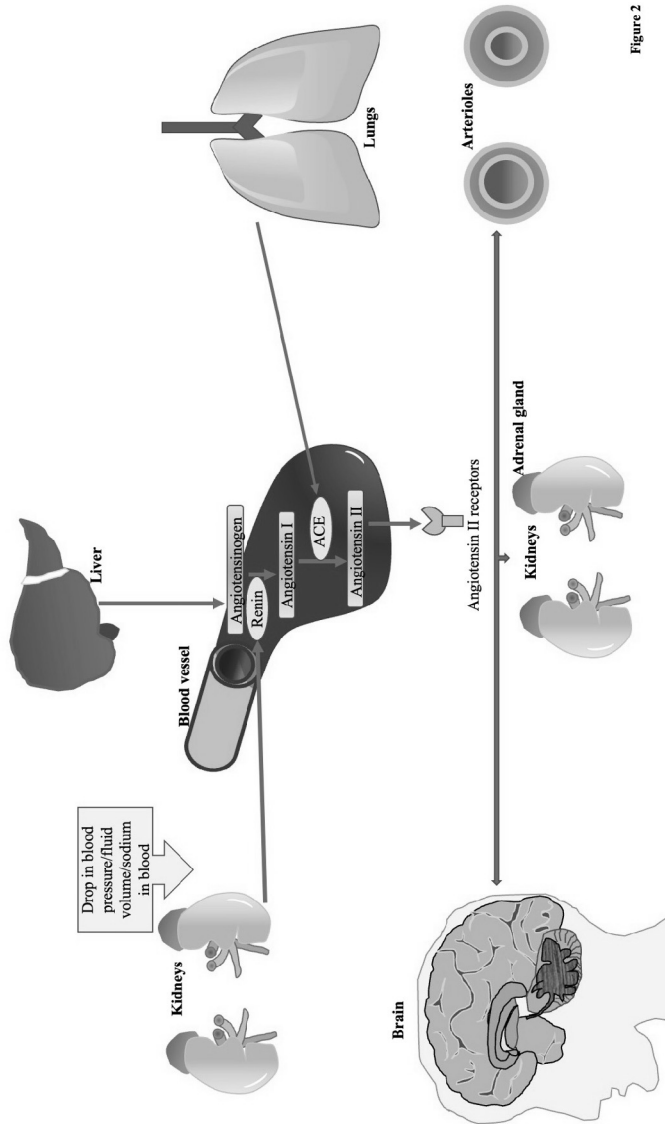 Drop in blood
pressure/fluid
volume/sodium
in blood
Kidneys
Liver
Blood vessel
Angiotensinogen
Renin
Angiotensin I
ACE
Angiotensin II
Lungs
Angiotensin II receptors
Brain
Kidneys
Adrenal gland
Arterioles
Figure 2